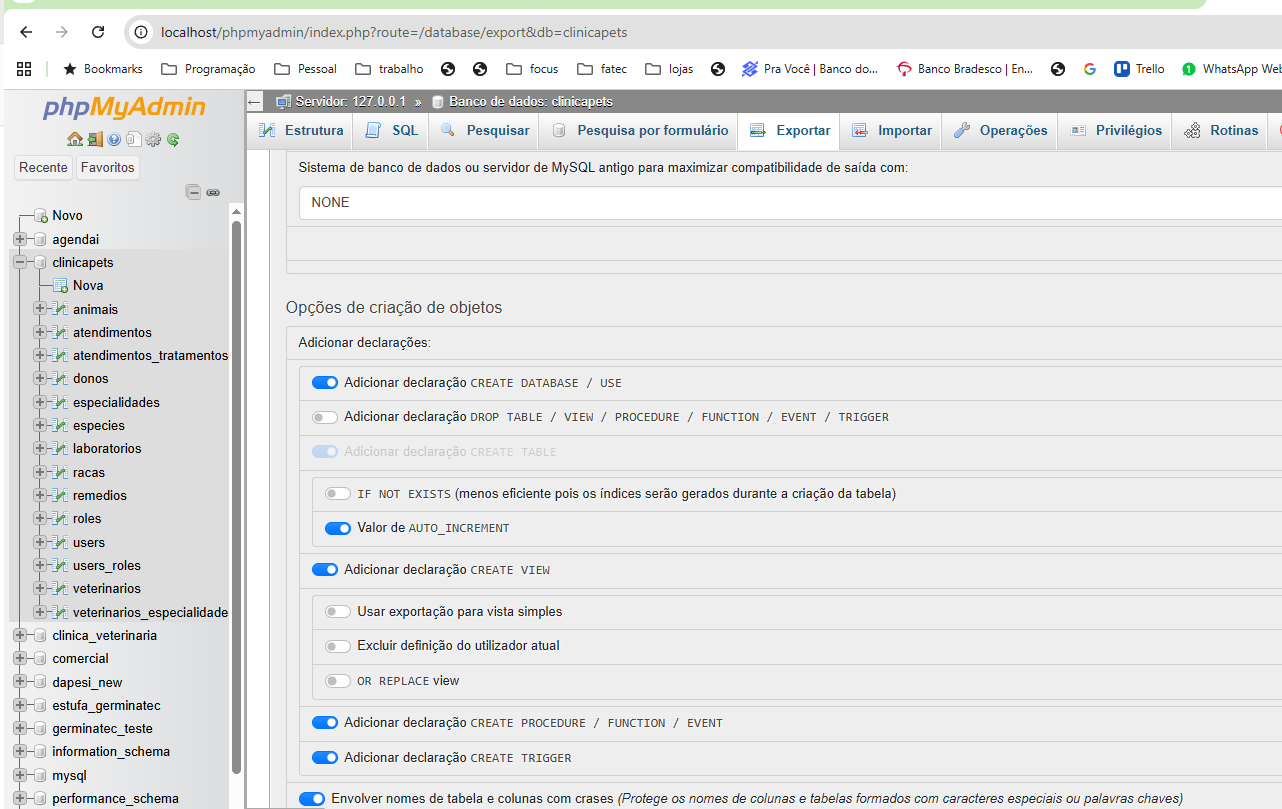 localhost/phpmyadmin/index.php?route=/database/export&db=clinicapets
Bookmarks Programação Pessoal trabalho focus fatec lojas Pra Você | Banco do... Banco Bradesco | En... Trello WhatsApp Web
phpMyAdmin
Recente Favoritos
Novo
agendai
clinicapets
Nova
animais
atendimentos
atendimentos_tratamentos
donos
especialidades
especies
laboratorios
racas
remedios
roles
users
users_roles
veterinarios
veterinarios_especialidade
clinica_veterinaria
comercial
dapesi_new
estufa_germinatec
germinatec_teste
information_schema
mysql
performance_schema
Servidor: 127.0.0.1 » Banco de dados: clinicapets
Estrutura SQL Pesquisar Pesquisa por formulário Exportar Importar Operações Privilégios Rotinas
Sistema de banco de dados ou servidor de MySQL antigo para maximizar compatibilidade de saída com:
NONE
Opções de criação de objetos
Adicionar declarações:
Adicionar declaração CREATE DATABASE / USE
Adicionar declaração DROP TABLE / VIEW / PROCEDURE / FUNCTION / EVENT / TRIGGER
Adicionar declaração CREATE TABLE
IF NOT EXISTS (menos eficiente pois os índices serão gerados durante a criação da tabela)
Valor de AUTO_INCREMENT
Adicionar declaração CREATE VIEW
Usar exportação para vista simples
Excluir definição do utilizador atual
OR REPLACE view
Adicionar declaração CREATE PROCEDURE / FUNCTION / EVENT
Adicionar declaração CREATE TRIGGER
Envolver nomes de tabela e colunas com crases (Protege os nomes de colunas e tabelas formados com caracteres especiais ou palavras chaves)